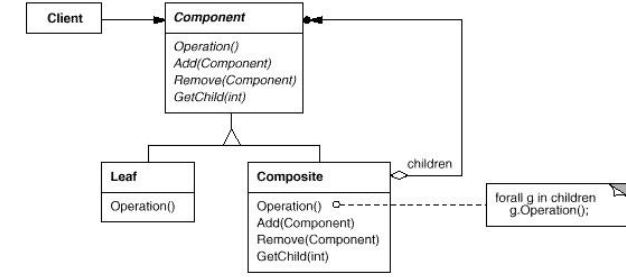 Client
Component
Operation()
Add(Component)
Remove(Component)
GetChild(int)
children
Leaf
Operation()
Composite
Operation()
Add(Component)
Remove(Component)
GetChild(int)
forall g in children
g.Operation();